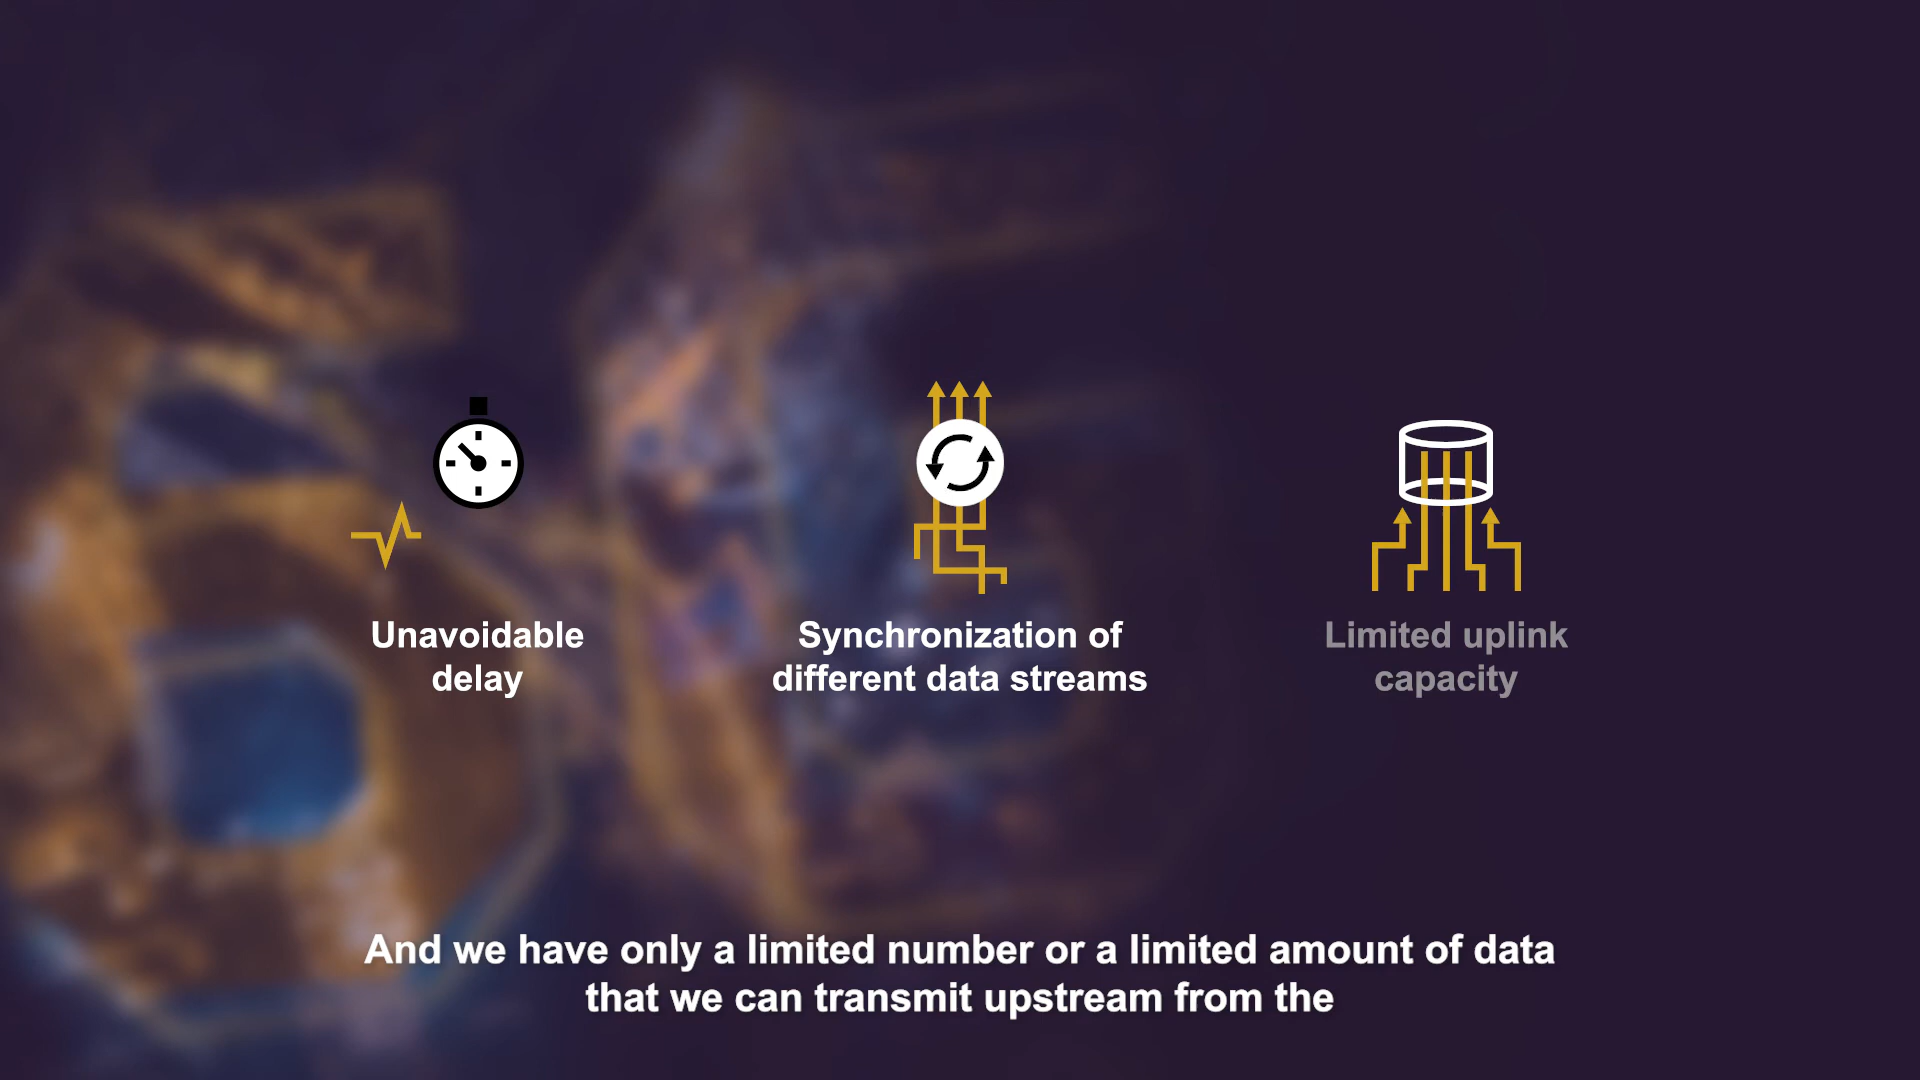 Unavoidable
delay
Synchronization of
different data streams
Limited uplink
capacity
And we have only a limited number or a limited amount of data
that we can transmit upstream from the